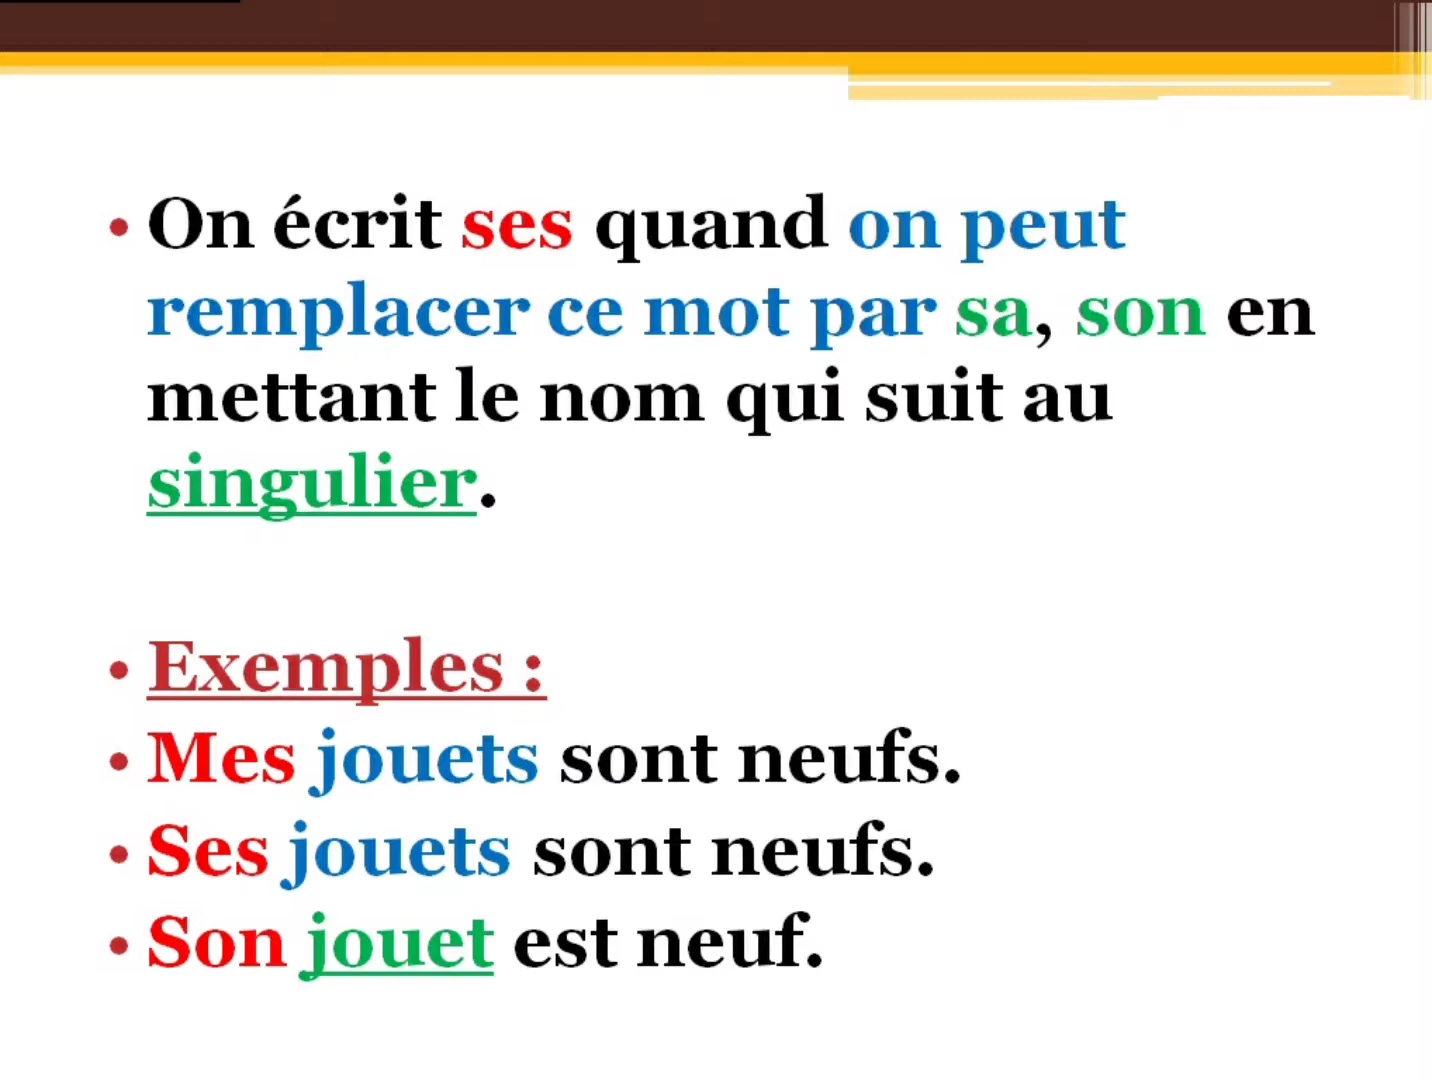 • On écrit ses quand on peut
remplacer ce mot par sa, son en
mettant le nom qui suit au
singulier.
• Exemples :
• Mes jouets sont neufs.
• Ses jouets sont neufs.
• Son jouet est neuf.